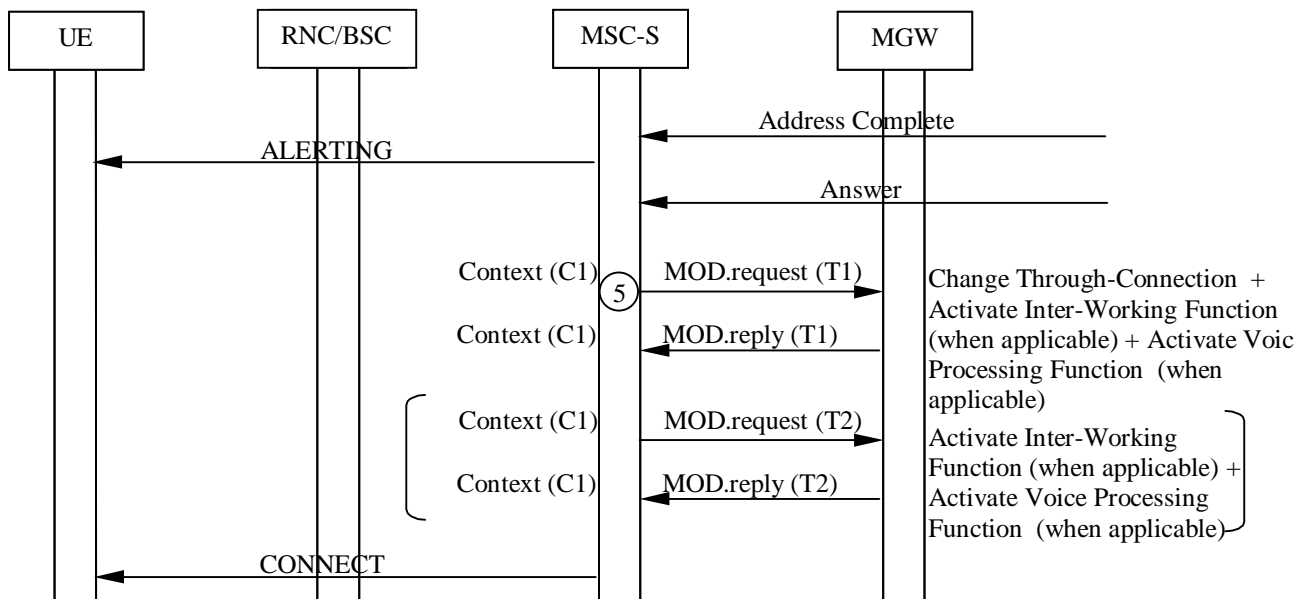 UE
RNC/BSC
MSC-S
MGW
Address Complete
ALERTING
Answer
Context (C1)
5
MOD.request (T1)
Change Through-Connection +
Activate Inter-Working Function
(when applicable) + Activate Voic
Processing Function (when
applicable)
Context (C1)
MOD.reply (T1)
Context (C1)
MOD.request (T2)
Activate Inter-Working
Function (when applicable) +
Activate Voice Processing
Function (when applicable)
Context (C1)
MOD.reply (T2)
CONNECT